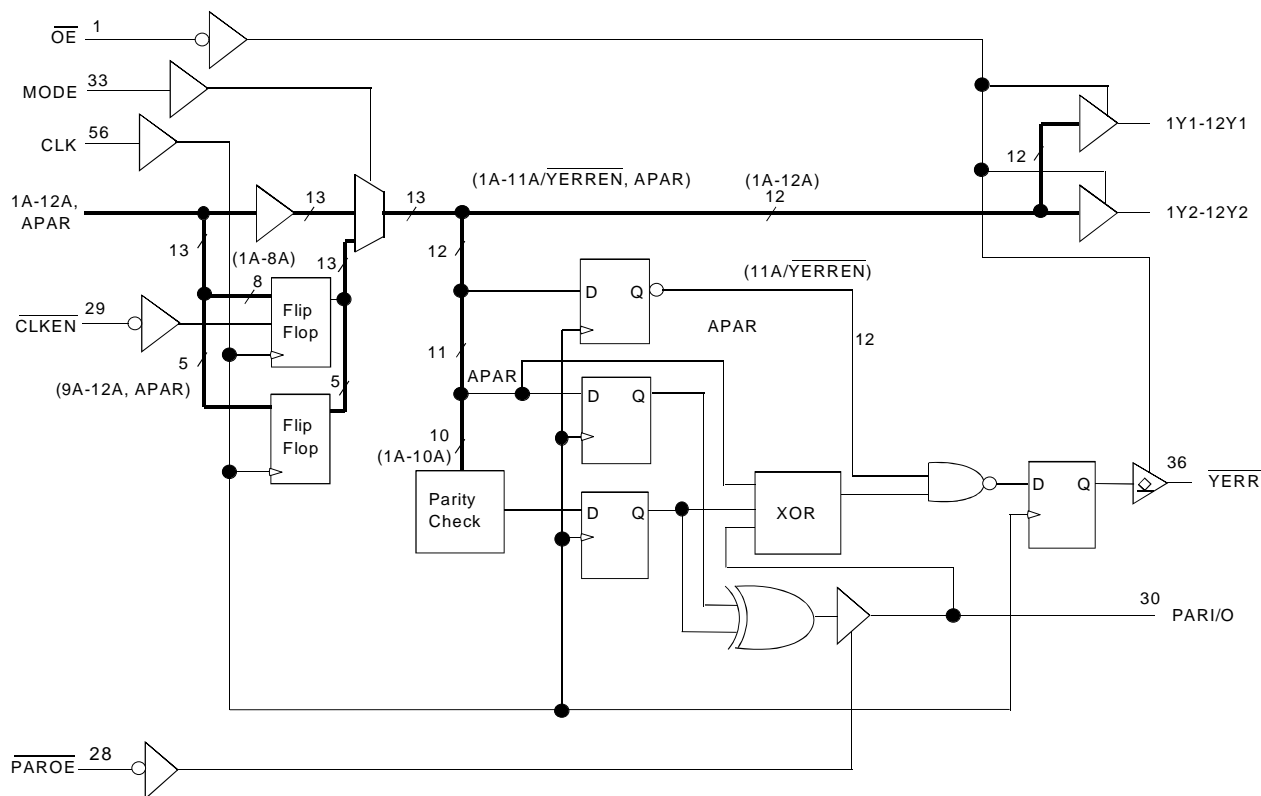 OE 1
MODE 33
CLK 56
1A-12A,
APAR
13
(1A-8A)
13
8
13
13
CLKEN 29
Flip
Flop
5
(9A-12A, APAR)
5
Flip
Flop
(1A-11A/YERREN, APAR)
(1A-12A)
12
12
1Y1-12Y1
1Y2-12Y2
12
D Q
(11A/YERREN)
APAR
12
11
APAR
D Q
10
(1A-10A)
Parity
Check
D Q
XOR
D Q
36
YERR
30
PARI/O
PAROE 28